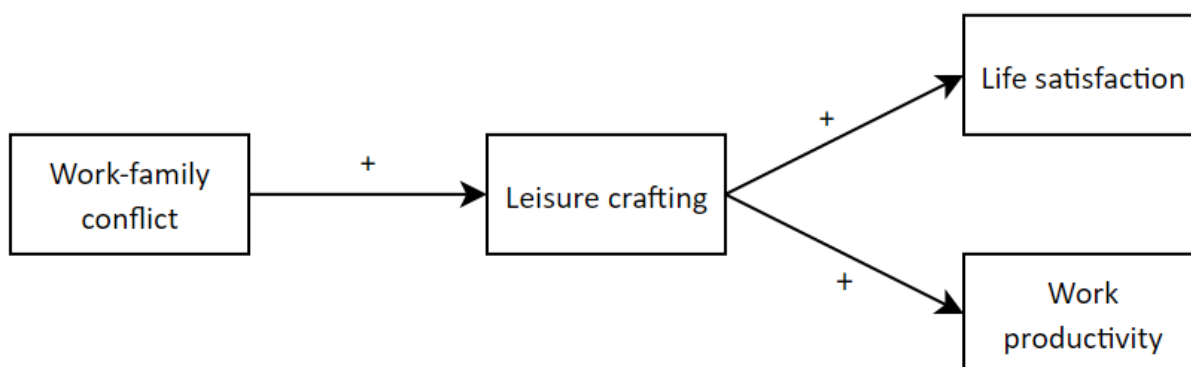 Work-family
conflict
+
Leisure crafting
+
Life satisfaction
+
Work
productivity